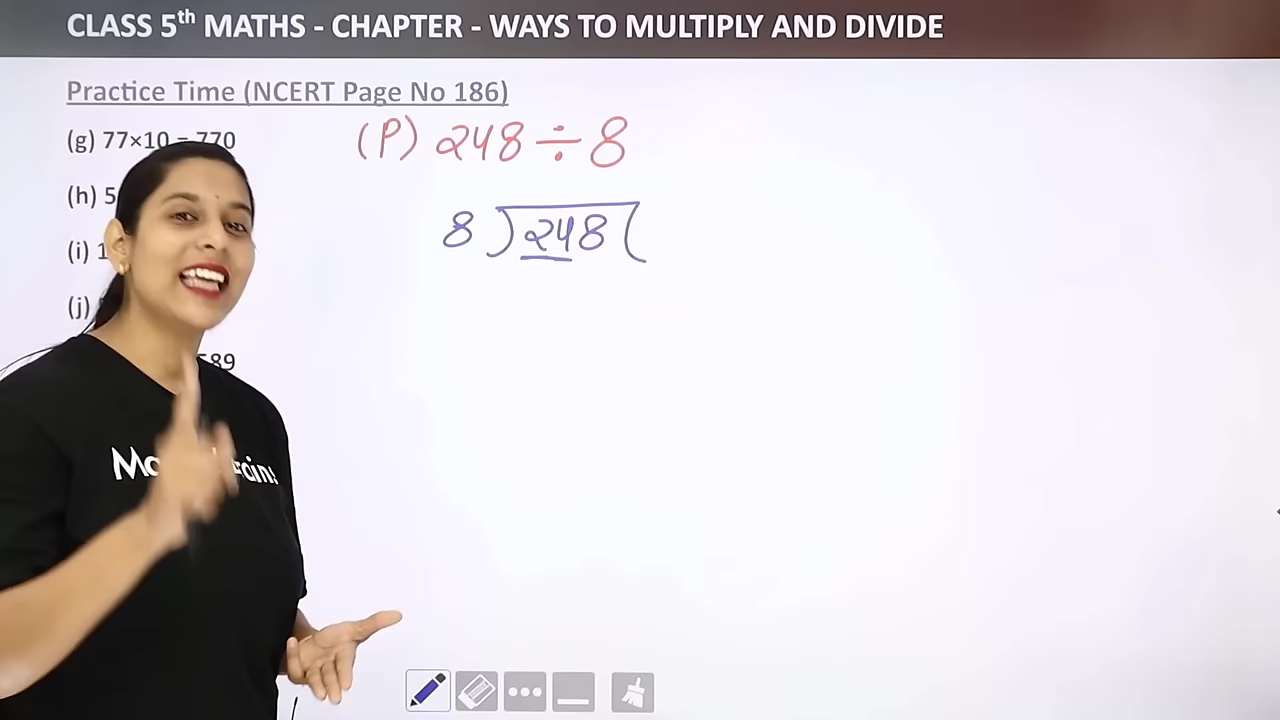 CLASS 5th MATHS - CHAPTER - WAYS TO MULTIPLY AND DIVIDE
Practice Time (NCERT Page No 186)
(g) 77×10 = 770
(h) 5
(i) 1
(j)
589
(P) 248 ÷ 8
8 ) 248 (